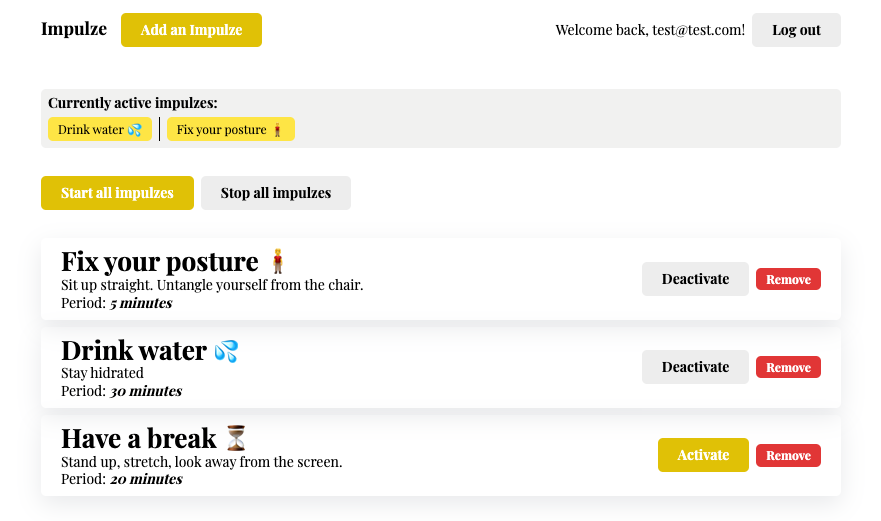 Impulze Add an Impulze Welcome back, test@test.com! Log out
Currently active impulzes:
Drink water 💦 Fix your posture 🧍
Start all impulzes Stop all impulzes
Fix your posture 🧍
Sit up straight. Untangle yourself from the chair.
Period: 5 minutes
Deactivate Remove
Drink water 💦
Stay hidrated
Period: 30 minutes
Deactivate Remove
Have a break ⏳
Stand up, stretch, look away from the screen.
Period: 20 minutes
Activate Remove